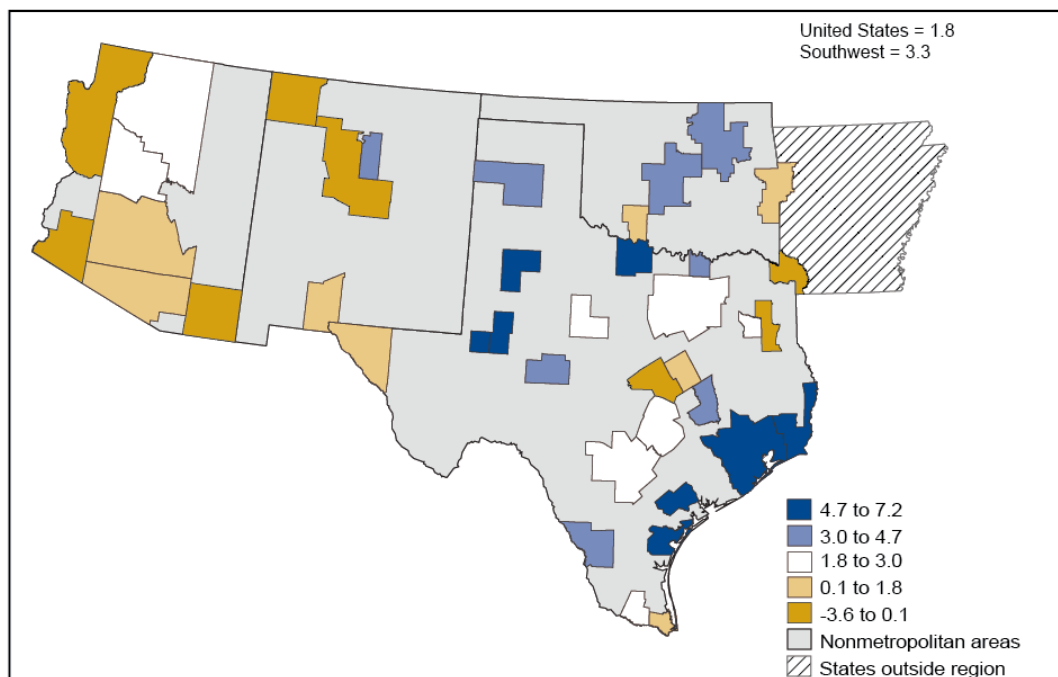 United States = 1.8
Southwest = 3.3
4.7 to 7.2
3.0 to 4.7
1.8 to 3.0
0.1 to 1.8
-3.6 to 0.1
Nonmetropolitan areas
States outside region